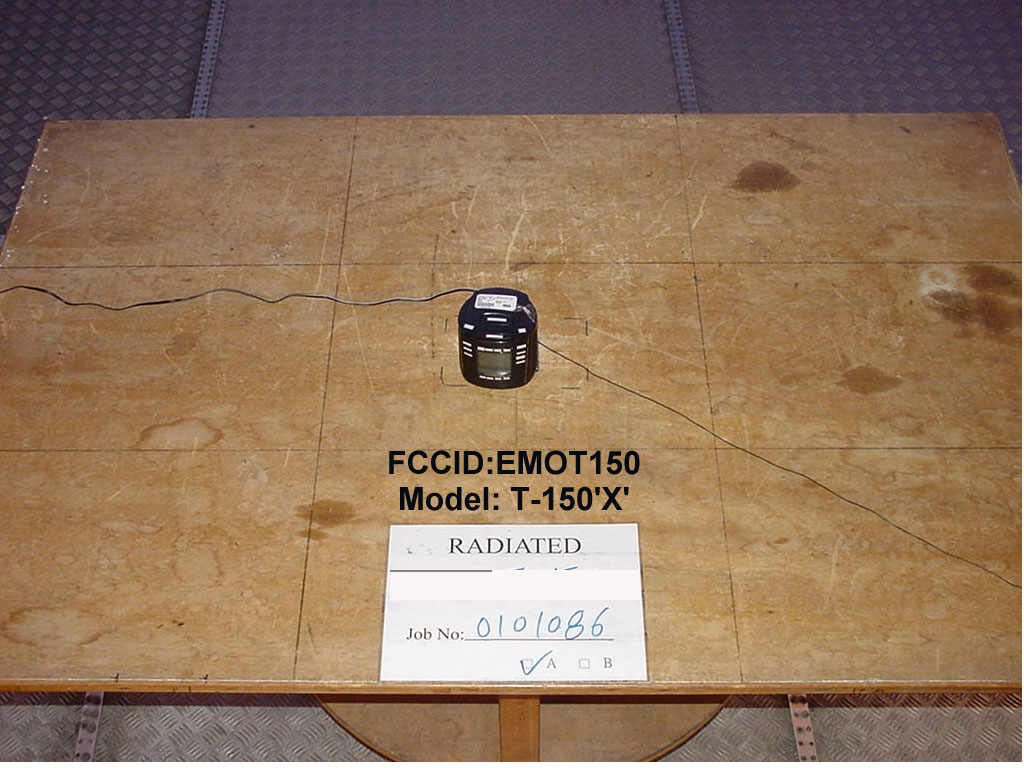 FCCID:EMOT150
Model: T-150'X'
RADIATED
Job No: 0101086
A B